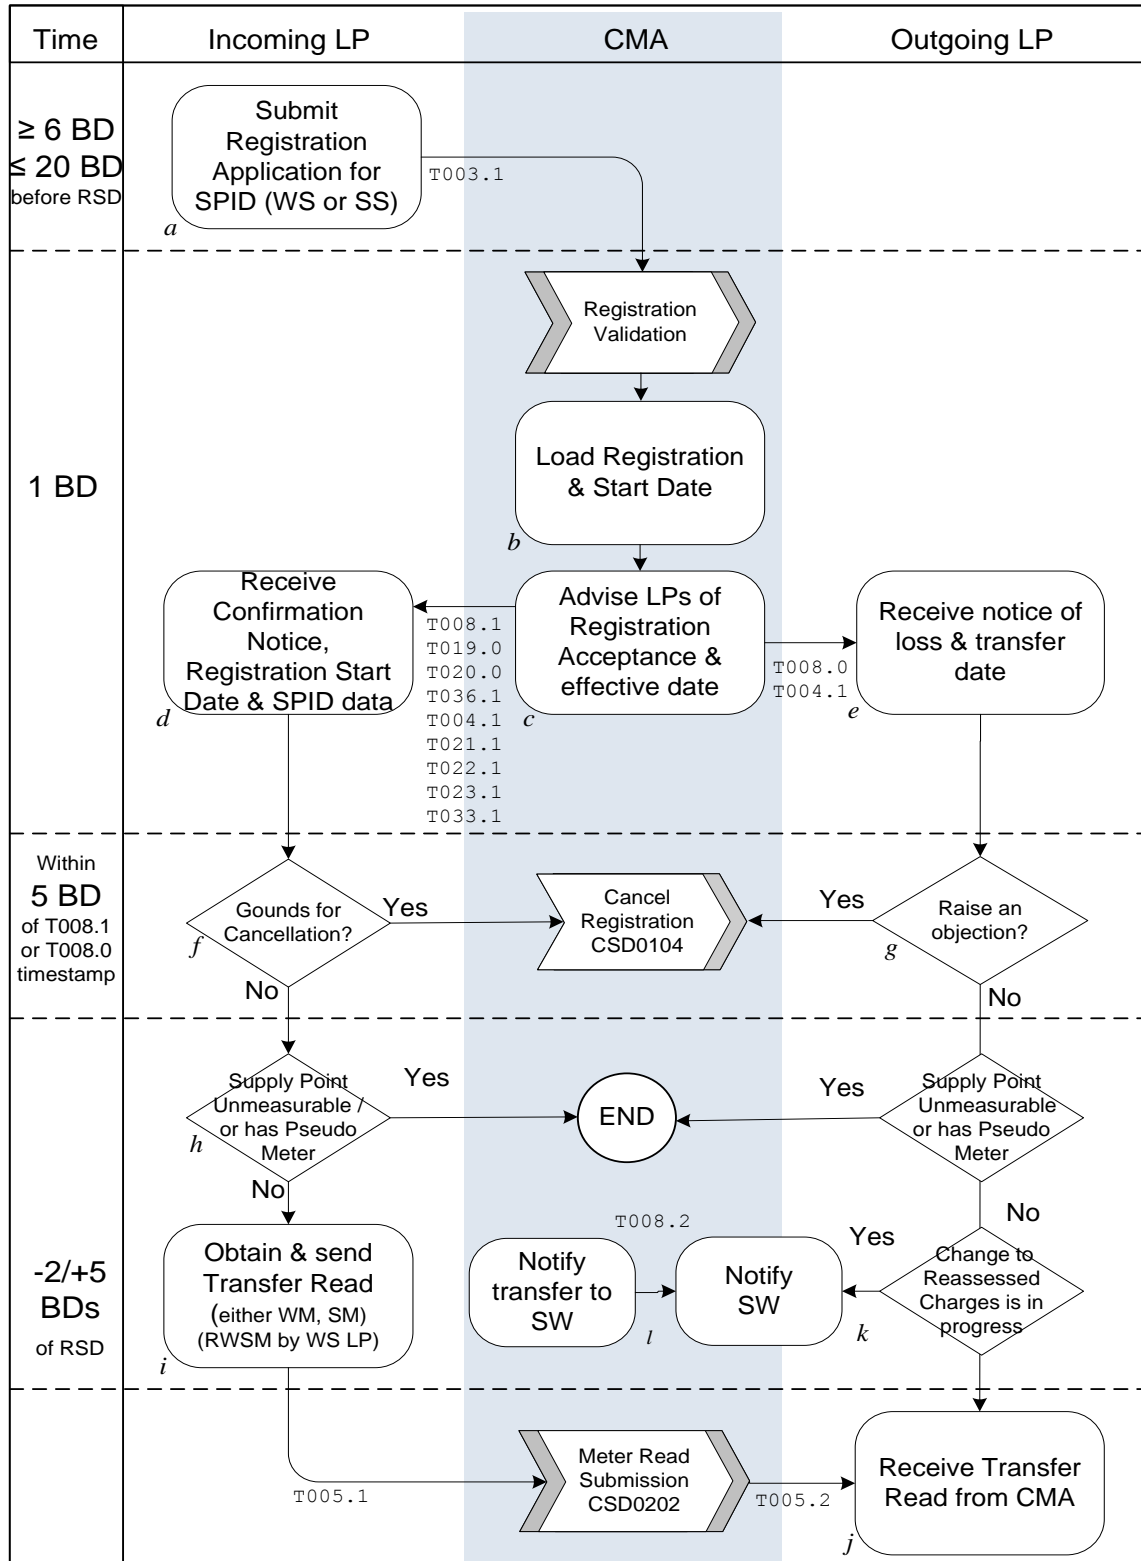 Time
Incoming LP
CMA
Outgoing LP
≥ 6 BD
≤ 20 BD
before RSD
Submit
Registration
Application for
SPID (WS or SS)
a
T003.1
1 BD
Registration
Validation
Load Registration
& Start Date
b
Receive
Confirmation
Notice,
Registration Start
Date & SPID data
d
T008.1
T019.0
T020.0
T036.1
T004.1
T021.1
T022.1
T023.1
T033.1
Advise LPs of
Registration
Acceptance &
effective date
c
T008.0
T004.1
Receive notice of
loss & transfer
date
e
Within
5 BD
of T008.1
or T008.0
timestamp
Gounds for
Cancellation?
f
Yes
No
Cancel
Registration
CSD0104
Yes
Raise an
objection?
g
No
-2/+5
BDs
of RSD
Supply Point
Unmeasurable /
or has Pseudo
Meter
h
Yes
No
END
Yes
Supply Point
Unmeasurable
or has Pseudo
Meter
No
Obtain & send
Transfer Read
(either WM, SM)
(RWSM by WS LP)
i
T008.2
Notify
transfer to
SW
l
Notify
SW
k
Yes
Change to
Reassessed
Charges is in
progress
T005.1
Meter Read
Submission
CSD0202
T005.2
Receive Transfer
Read from CMA
j